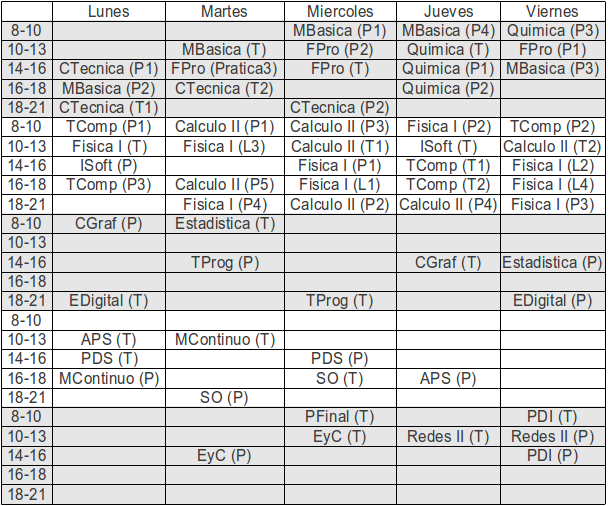 Lunes Martes Miercoles Jueves Viernes
8-10 MBasica (P1) MBasica (P4) Quimica (P3)
10-13 MBasica (T) FPro (P2) Quimica (T) FPro (P1)
14-16 CTecnica (P1) FPro (Pratica3) FPro (T) Quimica (P1) MBasica (P3)
16-18 MBasica (P2) CTecnica (T2) Quimica (P2)
18-21 CTecnica (T1) CTecnica (P2)
8-10 TComp (P1) Calculo II (P1) Calculo II (P3) Fisica I (P2) TComp (P2)
10-13 Fisica I (T) Fisica I (L3) Calculo II (T1) ISoft (T) Calculo II (T2)
14-16 ISoft (P) Fisica I (P1) TComp (T1) Fisica I (L2)
16-18 TComp (P3) Calculo II (P5) Fisica I (L1) TComp (T2) Fisica I (L4)
18-21 Fisica I (P4) Calculo II (P2) Calculo II (P4) Fisica I (P3)
8-10 CGraf (P) Estadistica (T)
10-13
14-16 TProg (P) CGraf (T) Estadistica (P)
16-18
18-21 EDigital (T) TProg (T) EDigital (P)
8-10
10-13 APS (T) MContinuo (T)
14-16 PDS (T) PDS (P)
16-18 MContinuo (P) SO (T) APS (P)
18-21 SO (P)
8-10 PFinal (T) PDI (T)
10-13 EyC (T) Redes II (T) Redes II (P)
14-16 EyC (P) PDI (P)
16-18
18-21